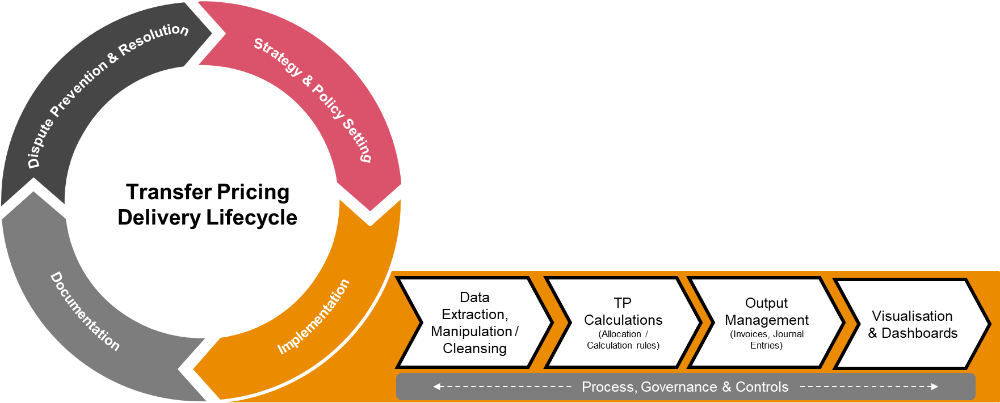 Dispute Prevention & Resolution
Strategy & Policy Setting
Transfer Pricing
Delivery Lifecycle
Documentation
Implementation
Data
Extraction,
Manipulation /
Cleansing
TP
Calculations
(Allocation /
Calculation rules)
Output
Management
(Invoices, Journal
Entries)
Visualisation
& Dashboards
Process, Governance & Controls